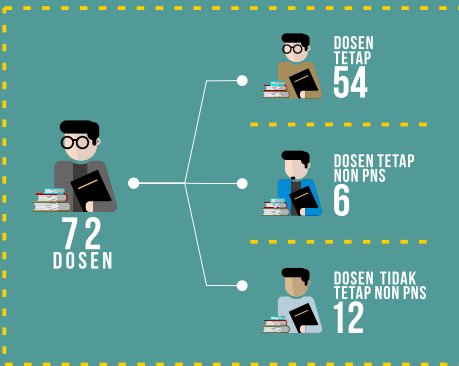 72
DOSEN
DOSEN
TETAP
54
DOSEN TETAP
NON PNS
6
DOSEN TIDAK
TETAP NON PNS
12